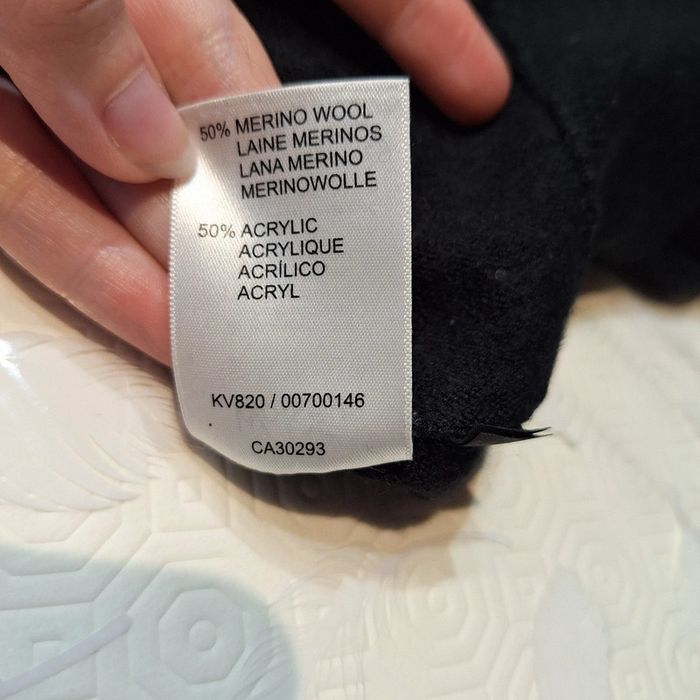 50% MERINO WOOL
LAINE MERINOS
LANA MERINO
MERINOWOLLE
50% ACRYLIC
ACRYLIQUE
ACRÍLICO
ACRYL
KV820 / 00700146
CA30293